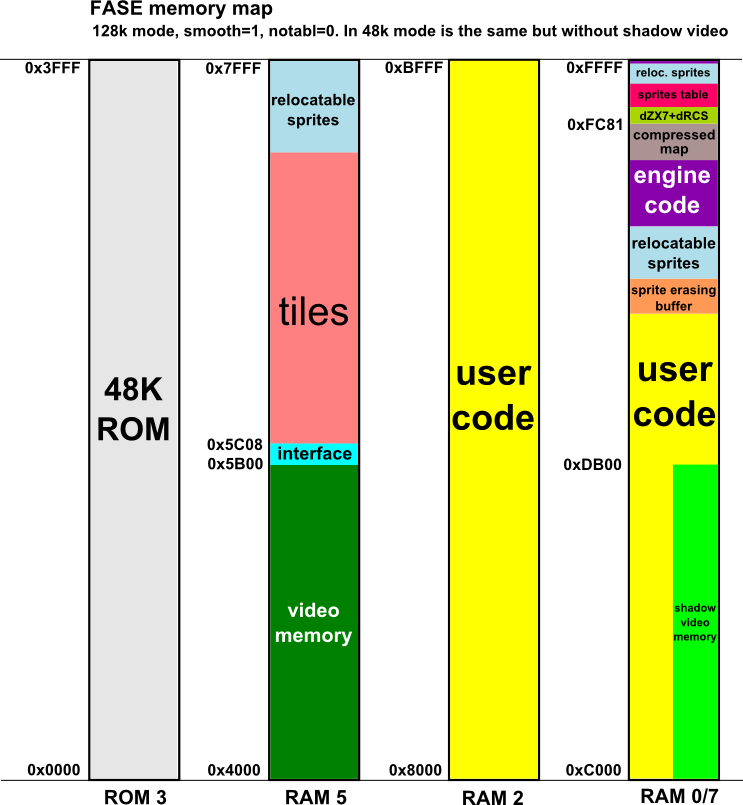 FASE memory map
128k mode, smooth=1, notabl=0. In 48k mode is the same but without shadow video
0x3FFF
48K
ROM
0x0000
ROM 3
0x7FFF
relocatable
sprites
tiles
0x5C08
interface
0x5B00
video
memory
0x4000
RAM 5
0xBFFF
user
code
0x8000
RAM 2
0xFFFF
reloc. sprites
sprites table
dZX7+dRCS
0xFC81
compressed
map
engine
code
relocatable
sprites
sprite erasing
buffer
user
code
0xDB00
shadow
video
memory
0xC000
RAM 0/7